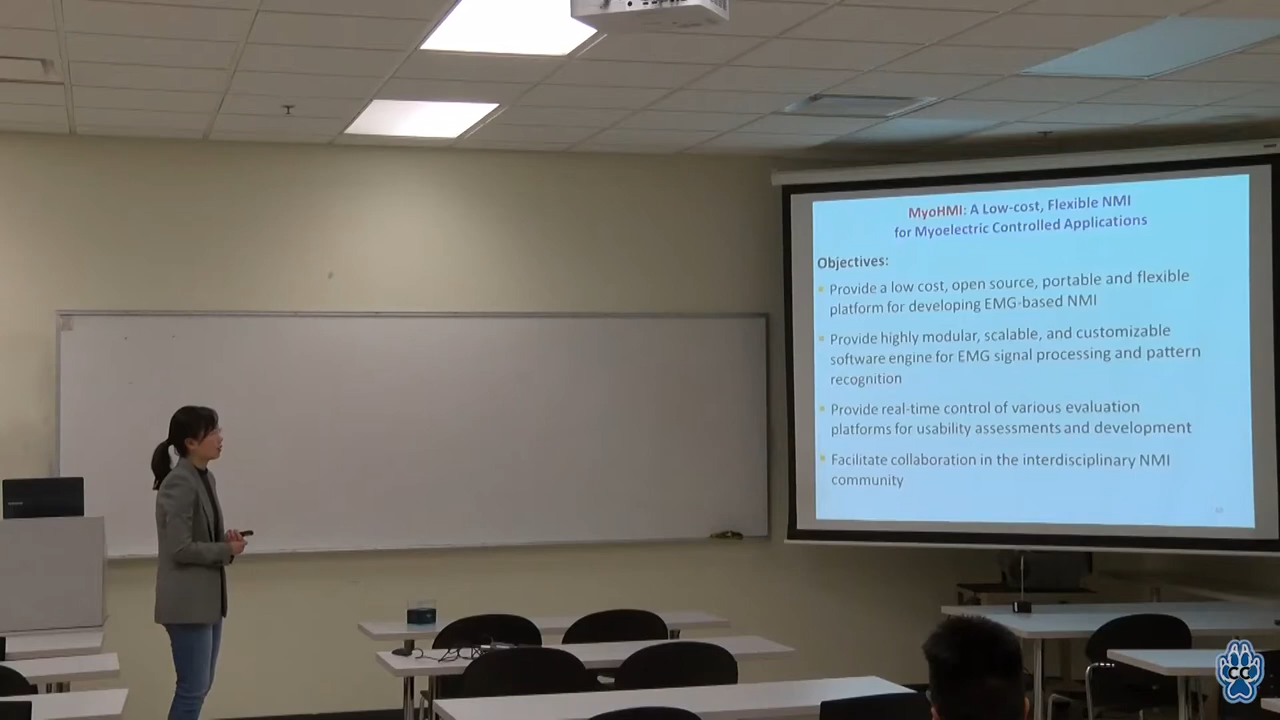 MyoHMI: A Low-cost, Flexible NMI
for Myoelectric Controlled Applications
Objectives:
Provide a low cost, open source, portable and flexible
platform for developing EMG-based NMI
Provide highly modular, scalable, and customizable
software engine for EMG signal processing and pattern
recognition
Provide real-time control of various evaluation
platforms for usability assessments and development
Facilitate collaboration in the interdisciplinary NMI
community
CC